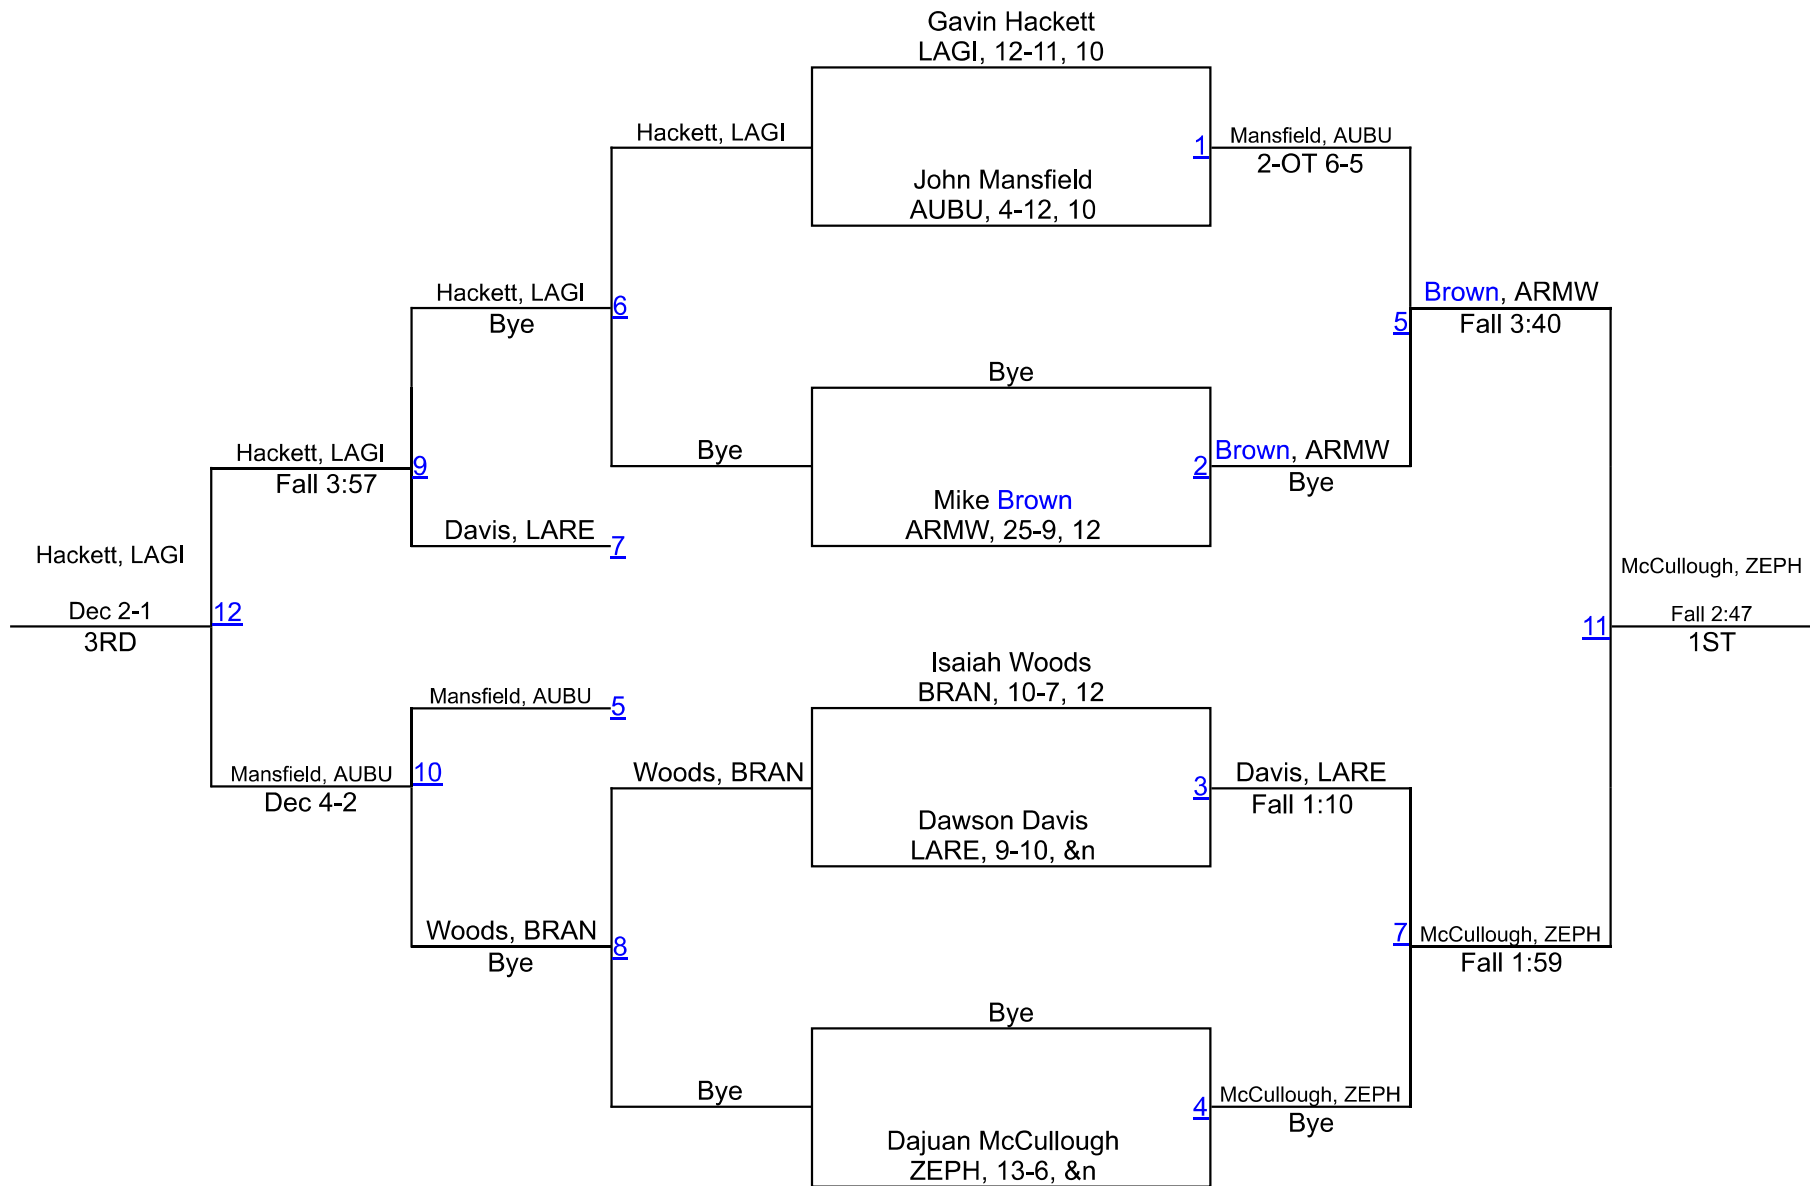 Gavin Hackett
LAGI, 12-11, 10
Hackett, LAGI
1
Mansfield, AUBU
2-OT 6-5
John Mansfield
AUBU, 4-12, 10
Hackett, LAGI
Bye
6
5
Brown, ARMW
Fall 3:40
Bye
Hackett, LAGI
Fall 3:57
9
Bye
2
Brown, ARMW
Bye
Mike Brown
ARMW, 25-9, 12
Davis, LARE
7
Hackett, LAGI
Dec 2-1
3RD
12
McCullough, ZEPH
Fall 2:47
1ST
11
Isaiah Woods
BRAN, 10-7, 12
Mansfield, AUBU
5
Mansfield, AUBU
Dec 4-2
10
Woods, BRAN
3
Davis, LARE
Fall 1:10
Dawson Davis
LARE, 9-10, &n
Woods, BRAN
Bye
8
7
McCullough, ZEPH
Fall 1:59
Bye
Bye
4
McCullough, ZEPH
Bye
Dajuan McCullough
ZEPH, 13-6, &n